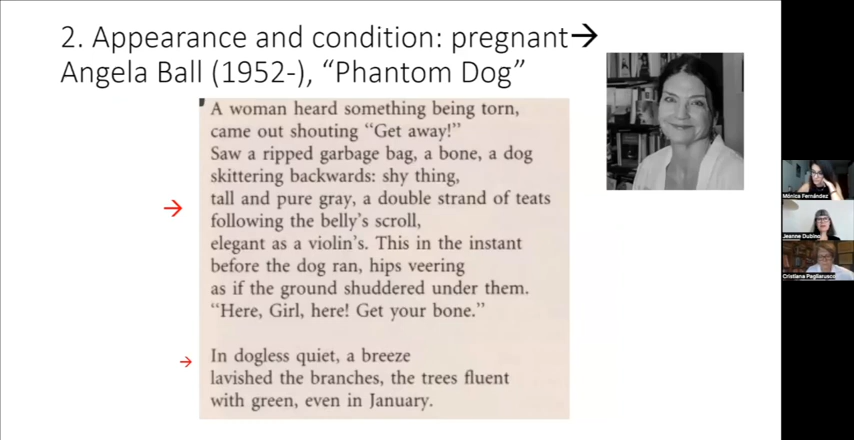 2. Appearance and condition: pregnant→
Angela Ball (1952-), “Phantom Dog”
A woman heard something being torn,
came out shouting “Get away!”
Saw a ripped garbage bag, a bone, a dog
skittering backwards: shy thing,
tall and pure gray, a double strand of teats
following the belly’s scroll,
elegant as a violin’s. This in the instant
before the dog ran, hips veering
as if the ground shuddered under them.
“Here, Girl, here! Get your bone.”
In dogless quiet, a breeze
lavished the branches, the trees fluent
with green, even in January.
Mónica Fernández
Jeanne Dubino
Cristiana Pagliarusco